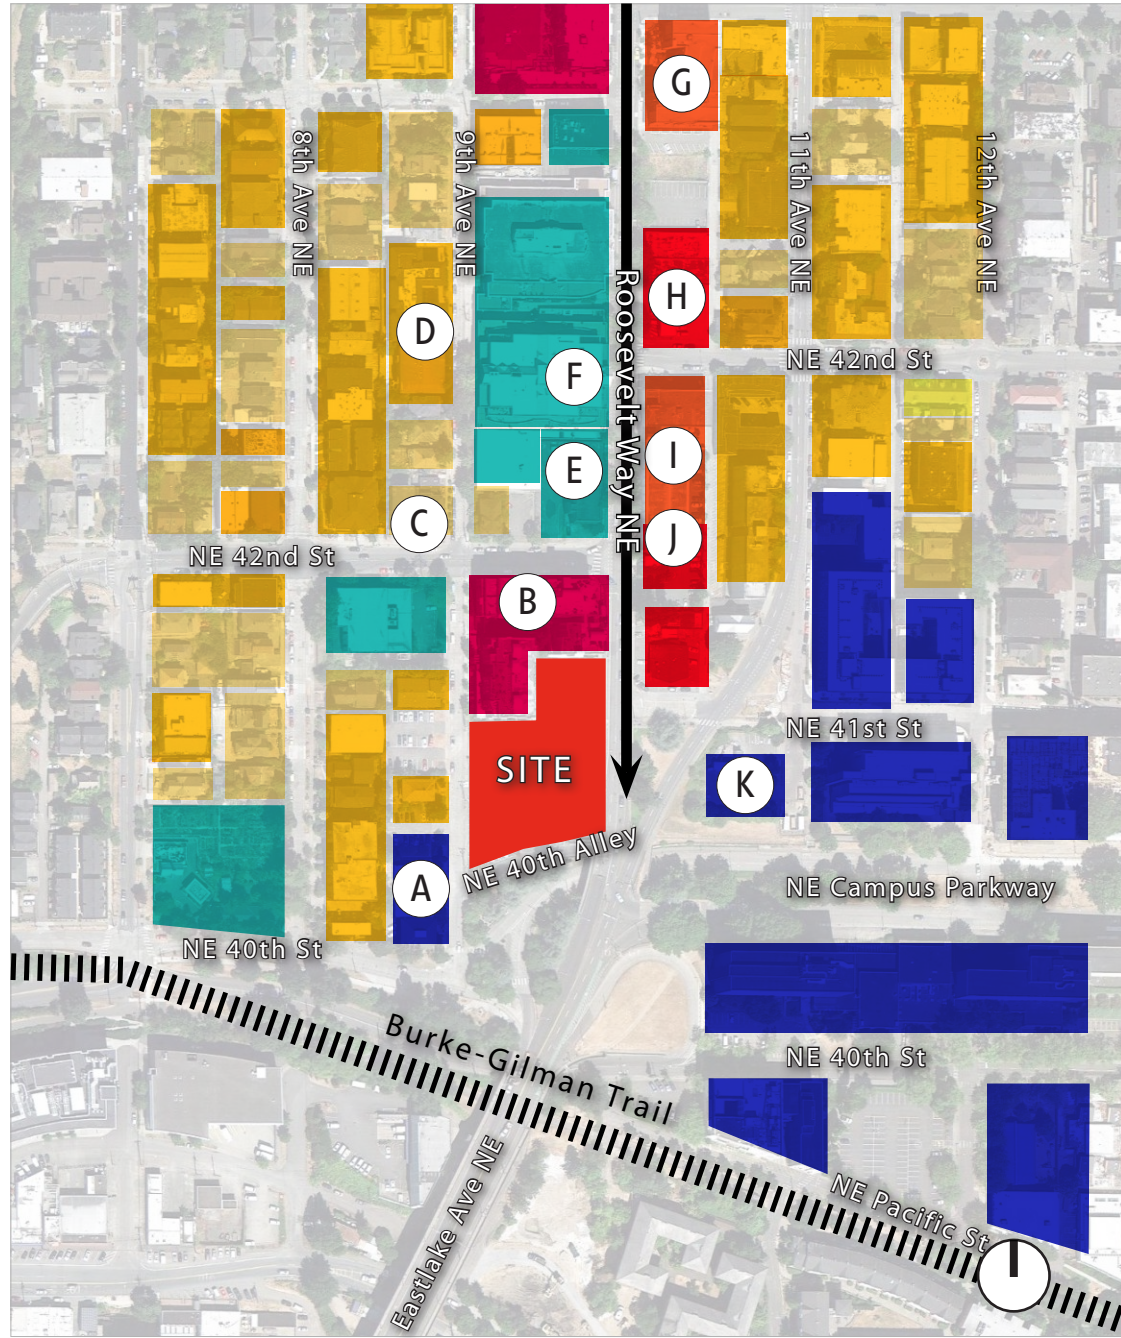 G
8th Ave NE
9th Ave NE
11th Ave NE
12th Ave NE
Roosevelt Way NE
H
D
NE 42nd St
F
I
E
C
J
NE 42nd St
B
NE 41st St
SITE
K
NE 40th Alley
A
NE Campus Parkway
NE 40th St
Burke-Gilman Trail
NE 40th St
Eastlake Ave NE
NE Pacific St